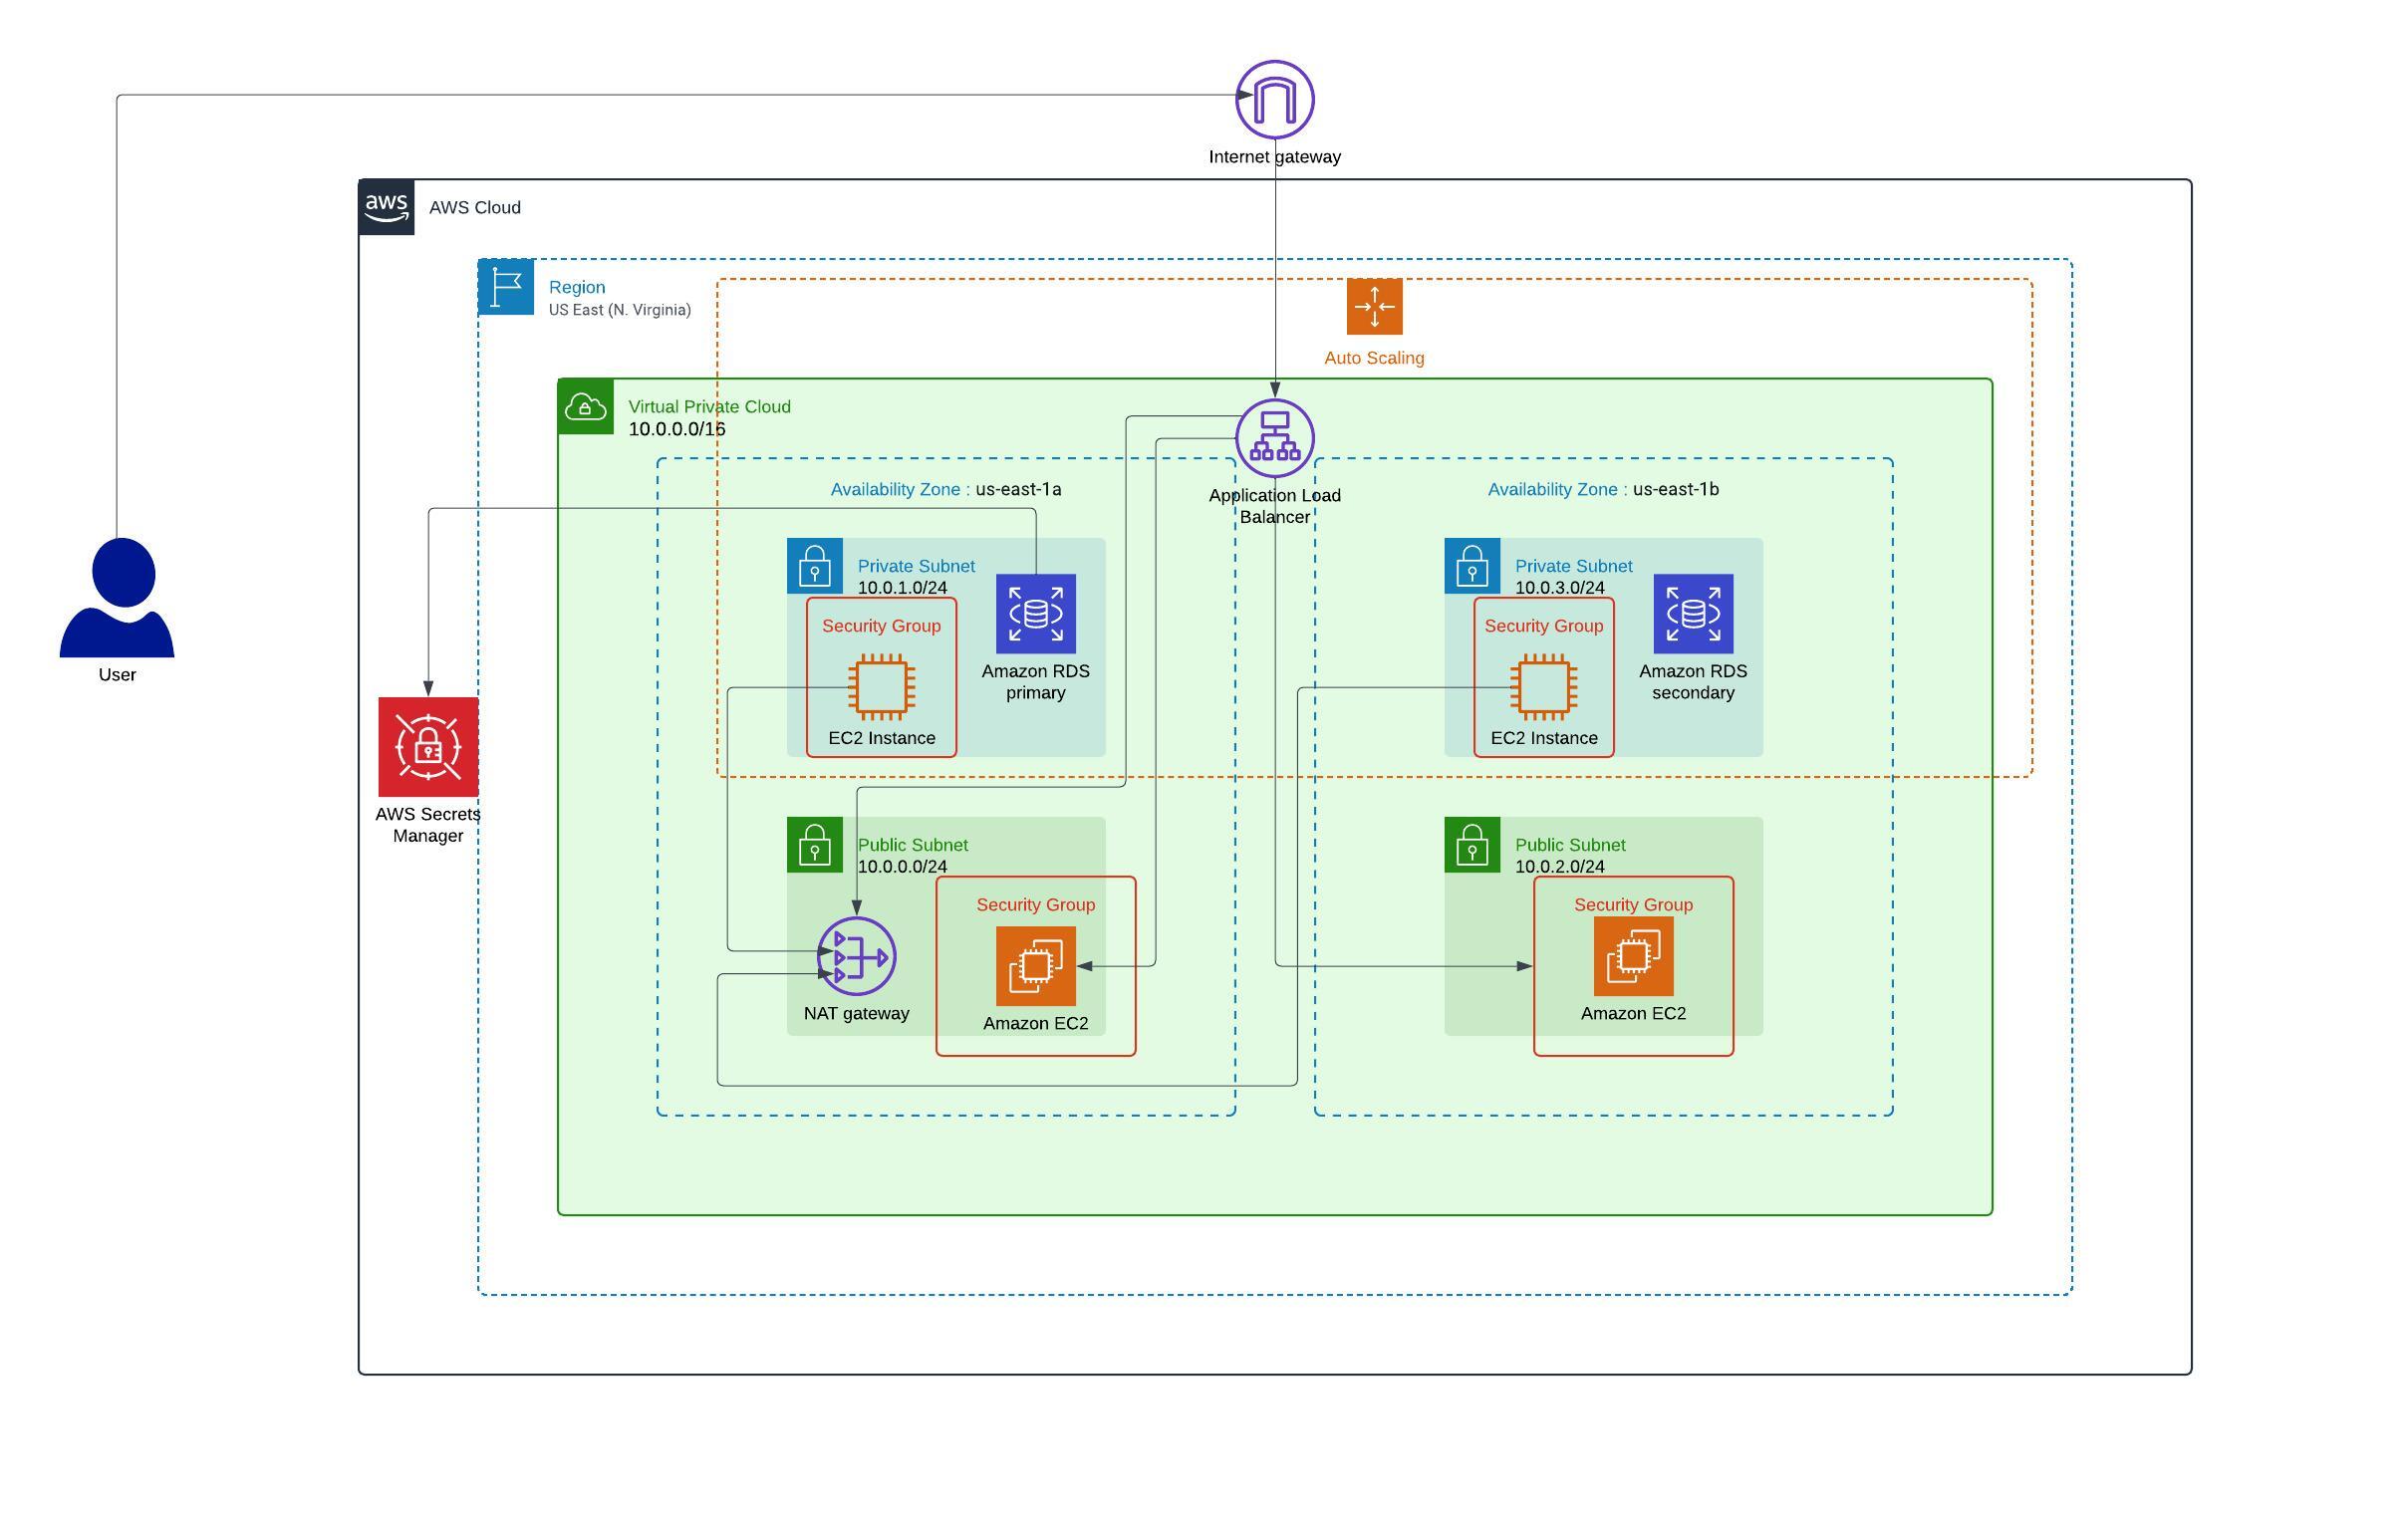 Internet gateway
aws
AWS Cloud
Region
US East (N. Virginia)
Auto Scaling
Virtual Private Cloud
10.0.0.0/16
Availability Zone : us-east-1a
Application Load
Balancer
Availability Zone : us-east-1b
Private Subnet
10.0.1.0/24
Security Group
EC2 Instance
Amazon RDS
primary
Private Subnet
10.0.3.0/24
Security Group
EC2 Instance
Amazon RDS
secondary
User
AWS Secrets
Manager
Public Subnet
10.0.0.0/24
Security Group
NAT gateway
Amazon EC2
Public Subnet
10.0.2.0/24
Security Group
Amazon EC2